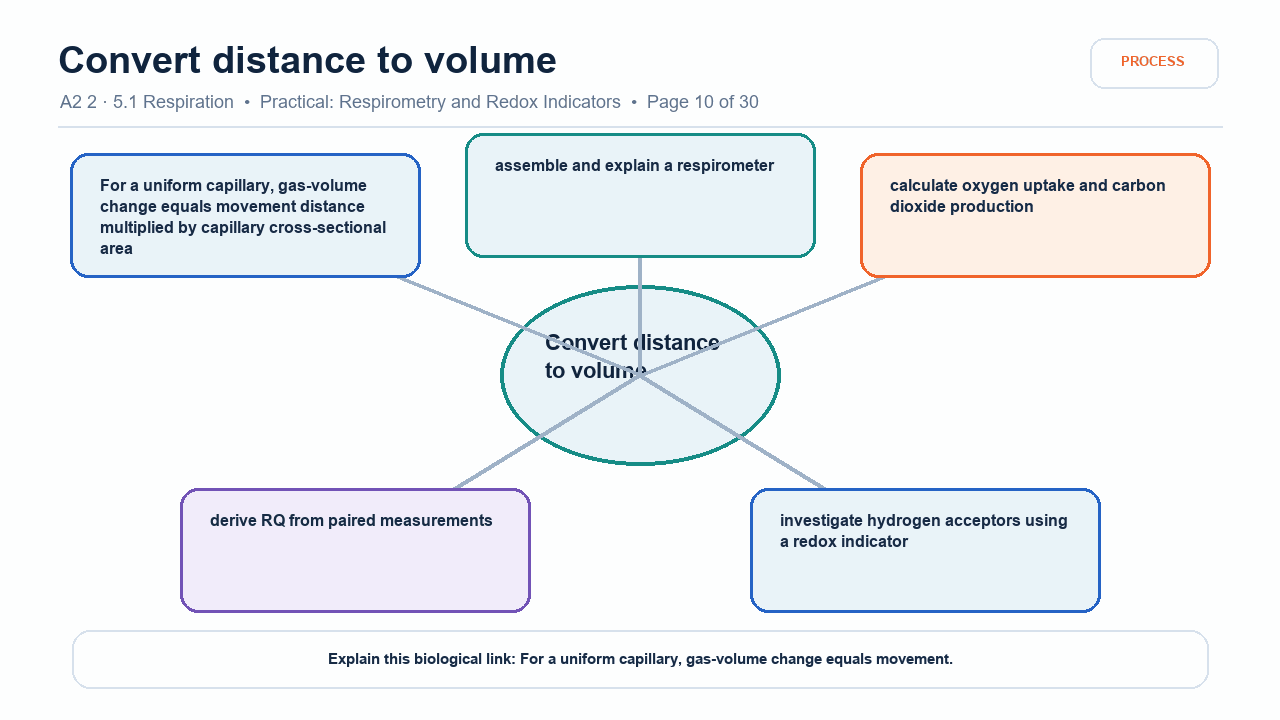 Convert distance to volume
PROCESS
A2 2 · 5.1 Respiration • Practical: Respirometry and Redox Indicators • Page 10 of 30
For a uniform capillary, gas-volume
change equals movement distance
multiplied by capillary cross-sectional
area
assemble and explain a respirometer
calculate oxygen uptake and carbon
dioxide production
Convert distance
to volume
derive RQ from paired measurements
investigate hydrogen acceptors using
a redox indicator
Explain this biological link: For a uniform capillary, gas-volume change equals movement.